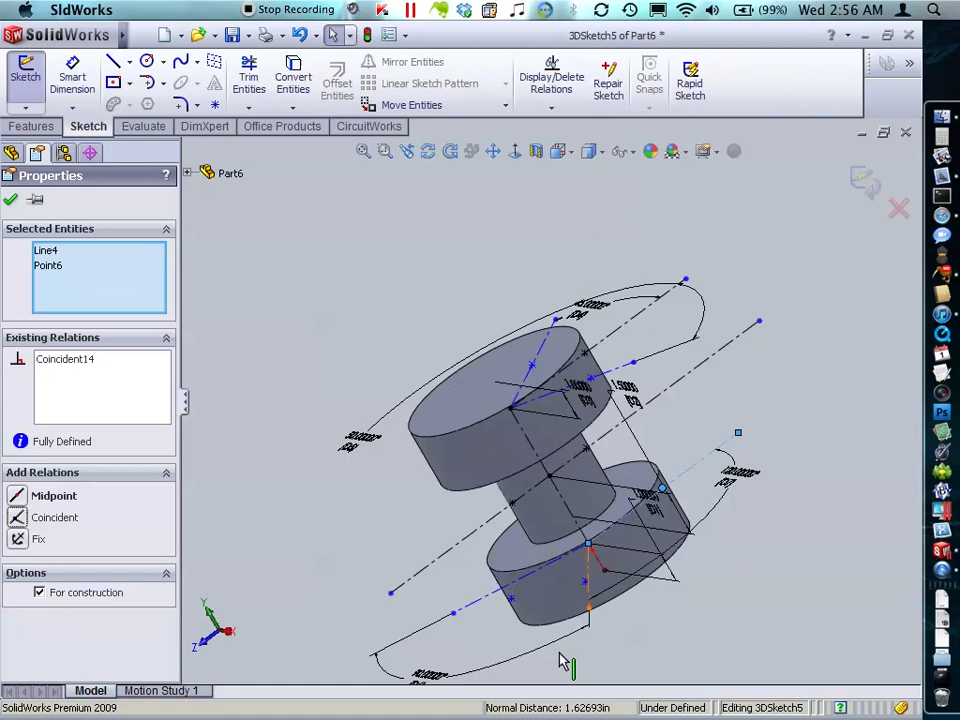 SldWorks
Stop Recording
(99%)
Wed 2:56 AM
SolidWorks
3DSketch5 of Part6 *
Sketch
Smart Dimension
Trim Entities
Convert Entities
Offset Entities
Mirror Entities
Linear Sketch Pattern
Move Entities
Display/Delete Relations
Repair Sketch
Quick Snaps
Rapid Sketch
Features
Sketch
Evaluate
DimXpert
Office Products
CircuitWorks
Properties
?
Part6
Selected Entities
Line4
Point6
Existing Relations
Coincident14
Fully Defined
Add Relations
Midpoint
Coincident
Fix
Options
For construction
Y
X
Z
Model
Motion Study 1
SolidWorks Premium 2009
Normal Distance: 1.62693in
Under Defined
Editing 3DSketch5